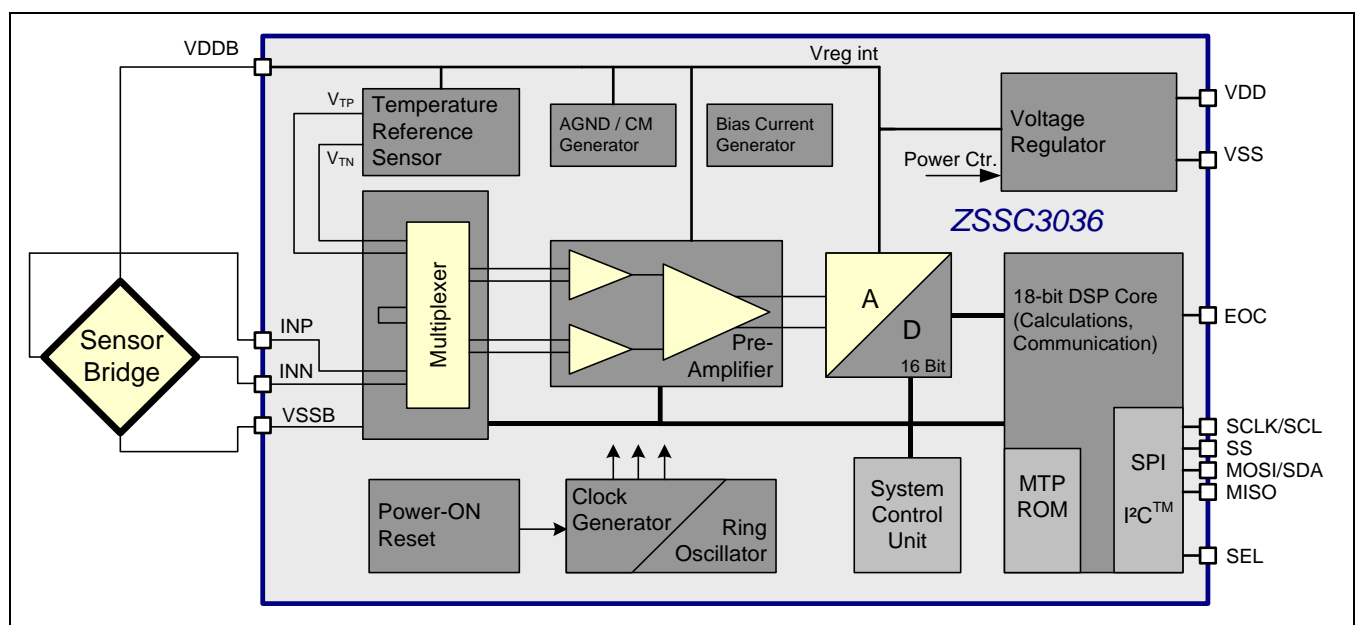 VDDB
Vreg int
VTP
Temperature
Reference
Sensor
VTN
AGND / CM
Generator
Bias Current
Generator
Voltage
Regulator
VDD
VSS
Power Ctr.
ZSSC3036
Sensor
Bridge
INP
INN
VSSB
Multiplexer
Pre-
Amplifier
A
D
16 Bit
18-bit DSP Core
(Calculations,
Communication)
EOC
SCLK/SCL
SS
MOSI/SDA
MISO
SEL
Power-ON
Reset
Clock
Generator
Ring
Oscillator
System
Control
Unit
MTP
ROM
SPI
I²C™